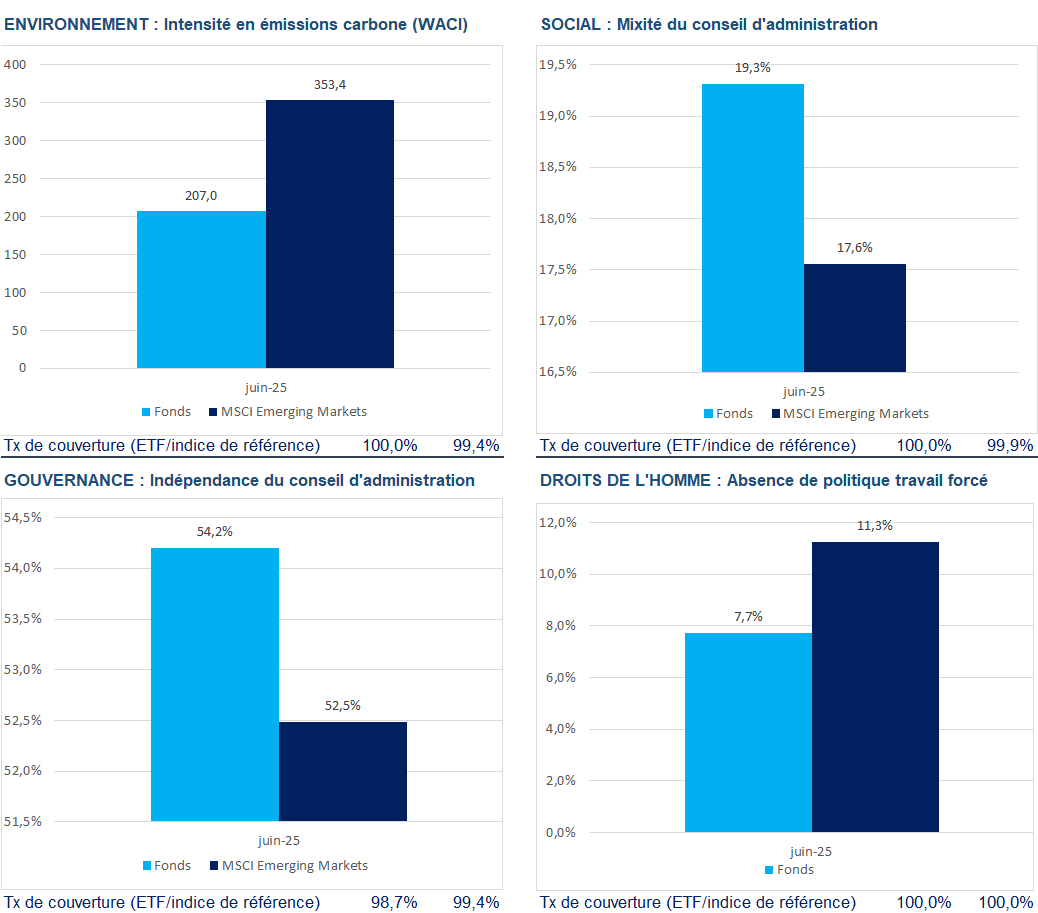 ENVIRONNEMENT : Intensité en émissions carbone (WACI)
400
350
300
250
200
150
100
50
0
353,4
207,0
juin-25
Fonds MSCI Emerging Markets
Tx de couverture (ETF/indice de référence) 100,0% 99,4%
SOCIAL : Mixité du conseil d'administration
19,5%
19,0%
18,5%
18,0%
17,5%
17,0%
16,5%
19,3%
17,6%
juin-25
Fonds MSCI Emerging Markets
Tx de couverture (ETF/indice de référence) 100,0% 99,9%
GOUVERNANCE : Indépendance du conseil d'administration
54,5%
54,0%
53,5%
53,0%
52,5%
52,0%
51,5%
54,2%
52,5%
juin-25
Fonds MSCI Emerging Markets
Tx de couverture (ETF/indice de référence) 98,7% 99,4%
DROITS DE L'HOMME : Absence de politique travail forcé
12,0%
10,0%
8,0%
6,0%
4,0%
2,0%
0,0%
11,3%
7,7%
juin-25
Fonds
Tx de couverture (ETF/indice de référence) 100,0% 100,0%